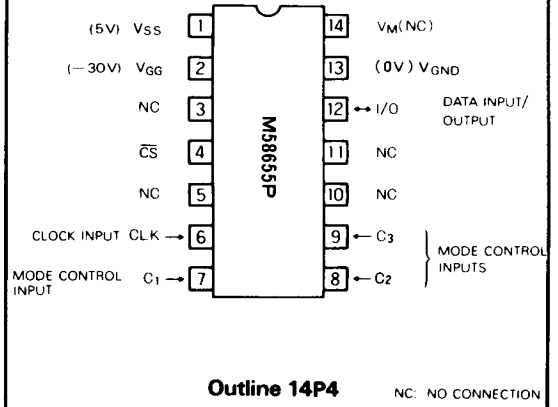 (5V) VSS 1
(−30V) VGG 2
NC 3
C̅S̅ 4
NC 5
CLOCK INPUT CLK → 6
MODE CONTROL INPUT C1 → 7
M58655P
14 VM(NC)
13 (0V) VGND
12 ↔ I/O DATA INPUT/ OUTPUT
11 NC
10 NC
9 ← C3
8 ← C2
MODE CONTROL
INPUTS
Outline 14P4
NC: NO CONNECTION